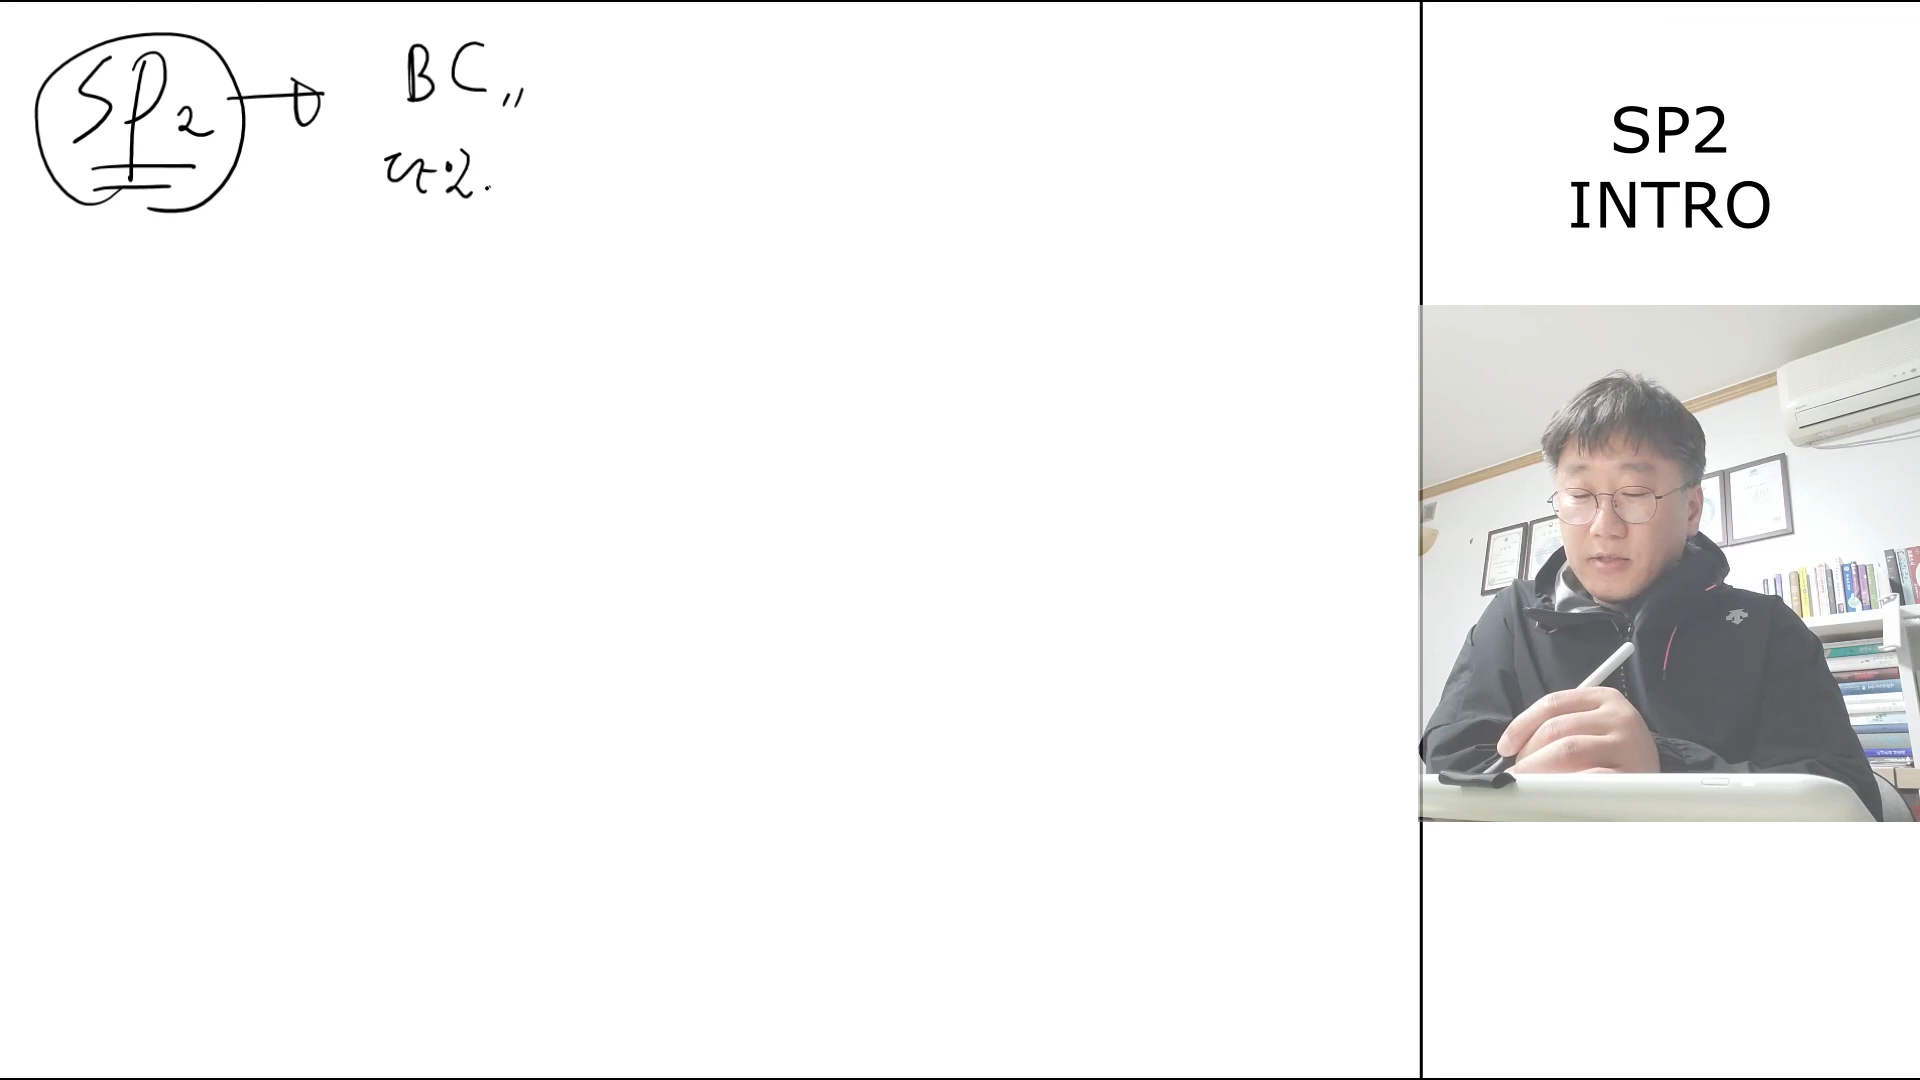 SP2 → BC,,
SP2
INTRO